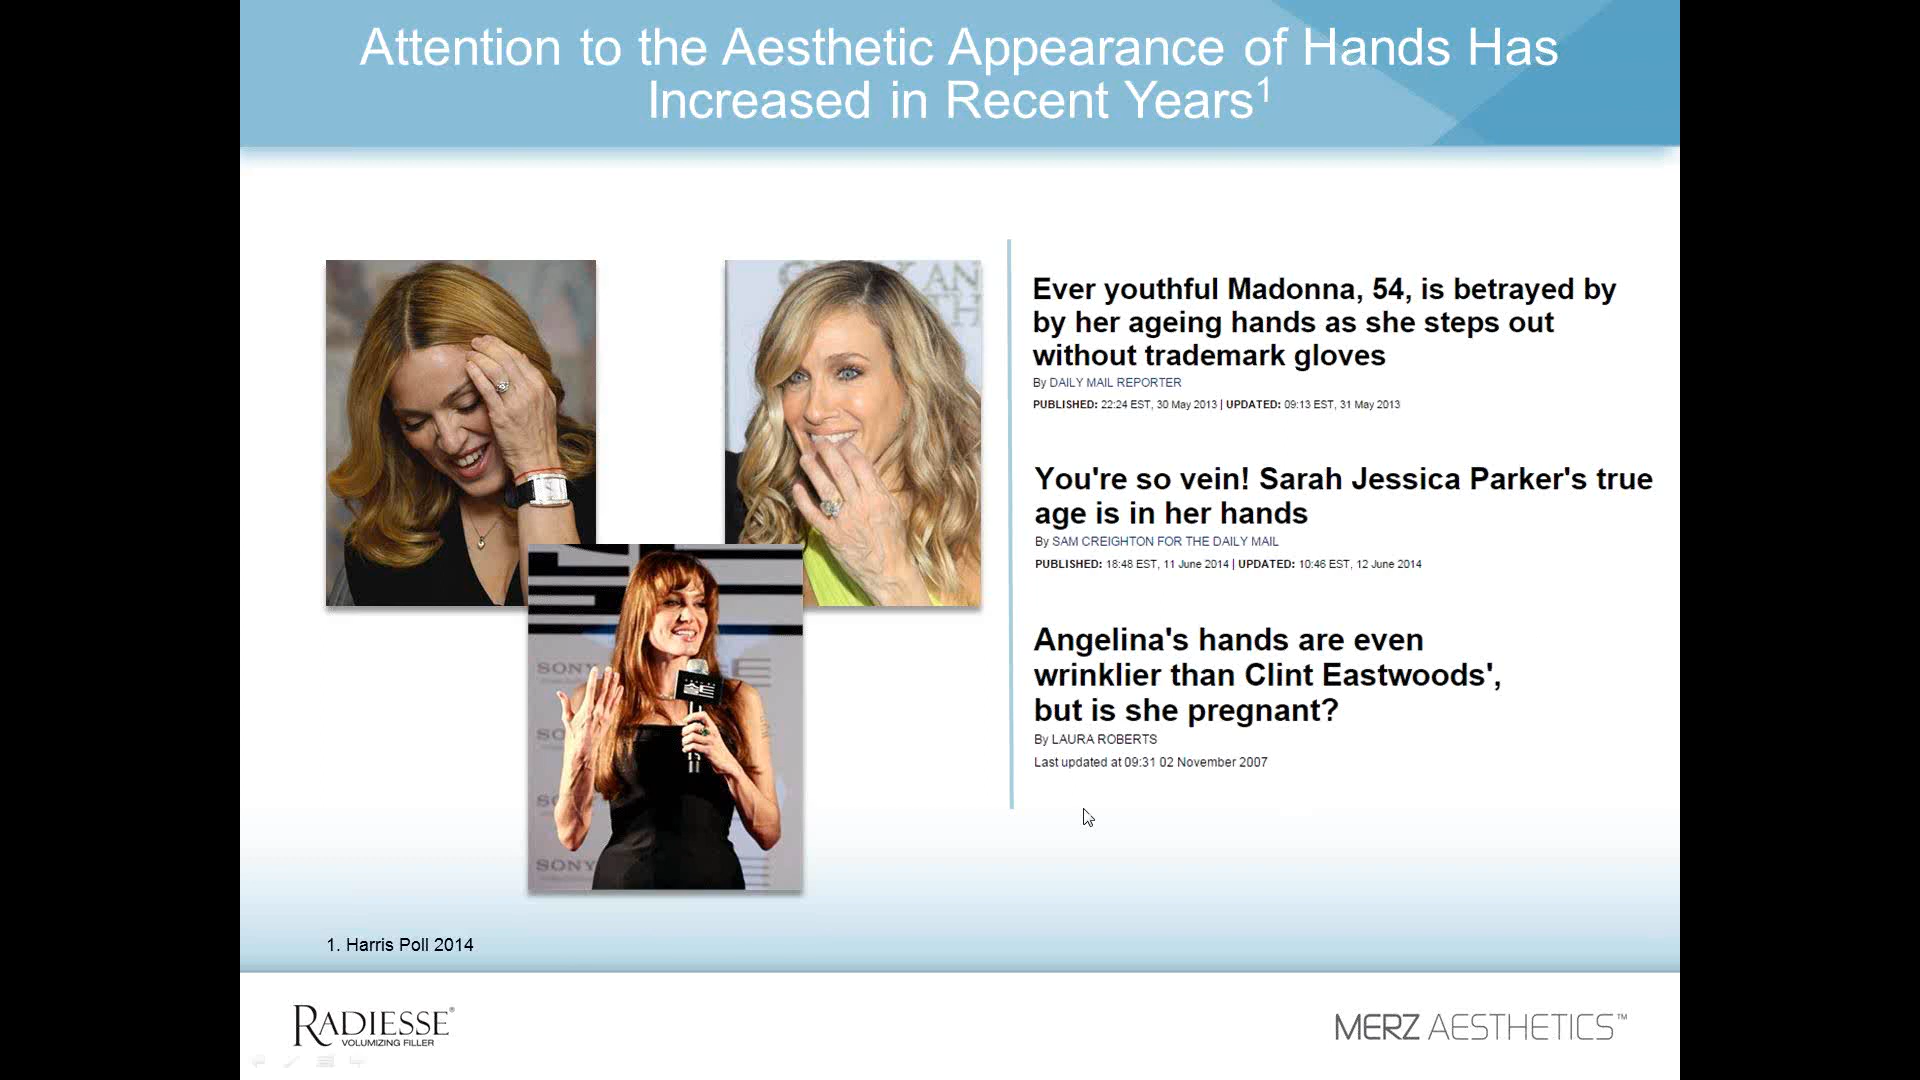 Attention to the Aesthetic Appearance of Hands Has
Increased in Recent Years1
Ever youthful Madonna, 54, is betrayed by
by her ageing hands as she steps out
without trademark gloves
By DAILY MAIL REPORTER
PUBLISHED: 22:24 EST, 30 May 2013 | UPDATED: 09:13 EST, 31 May 2013
You're so vein! Sarah Jessica Parker's true
age is in her hands
By SAM CREIGHTON FOR THE DAILY MAIL
PUBLISHED: 18:48 EST, 11 June 2014 | UPDATED: 10:46 EST, 12 June 2014
Angelina's hands are even
wrinklier than Clint Eastwoods',
but is she pregnant?
By LAURA ROBERTS
Last updated at 09:31 02 November 2007
SONY
SONY
1. Harris Poll 2014
RADIESSE®
VOLUMIZING FILLER
MERZ AESTHETICS™